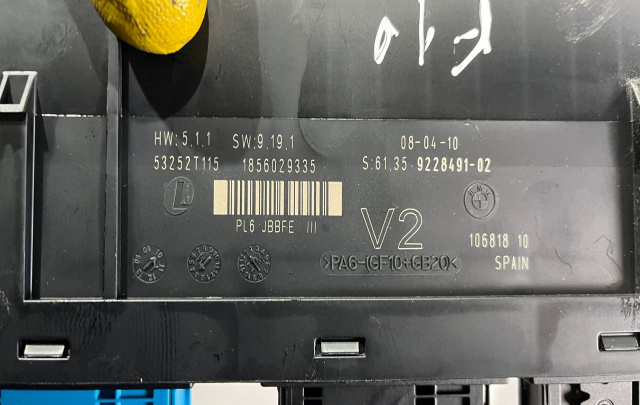 F10
HW:5.1.1 SW:9.19.1 08-04-10
53252T115 1856029335 S:61.35 9228491-02
PL6 JBBFE III
V2
106818 10
>PA6-(GF10+GB20)<
SPAIN